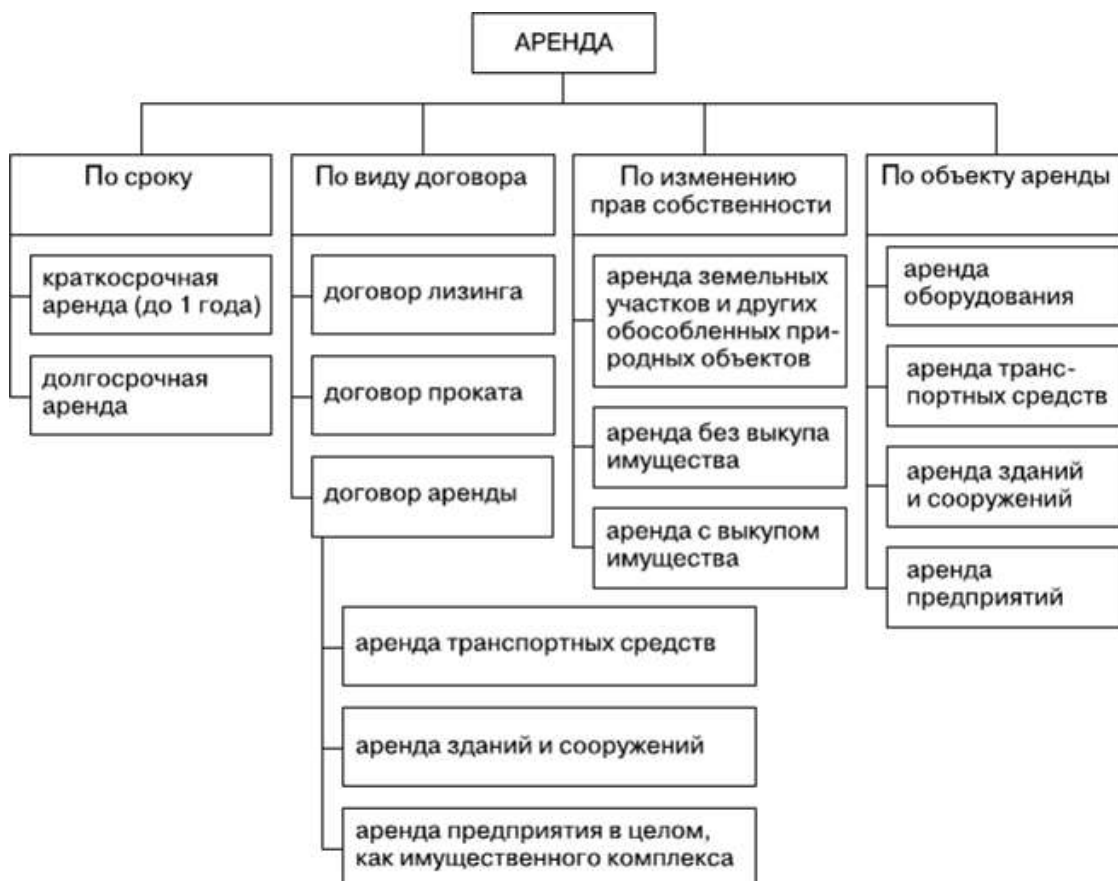 АРЕНДА
По сроку
краткосрочная
аренда (до 1 года)
долгосрочная
аренда
По виду договора
договор лизинга
договор проката
договор аренды
аренда транспортных средств
аренда зданий и сооружений
аренда предприятия в целом,
как имущественного комплекса
По изменению
прав собственности
аренда земельных
участков и других
обособленных при-
родных объектов
аренда без выкупа
имущества
аренда с выкупом
имущества
По объекту аренды
аренда
оборудования
аренда транс-
портных средств
аренда зданий
и сооружений
аренда
предприятий